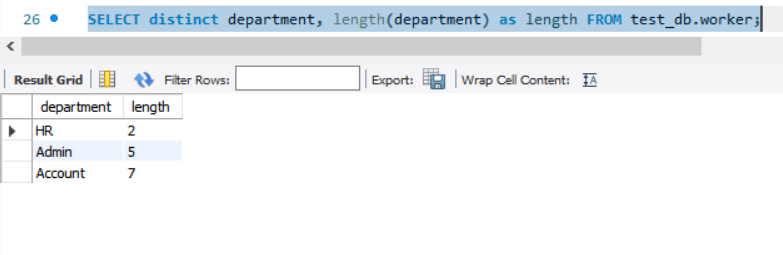 26 SELECT distinct department, length(department) as length FROM test_db.worker;
Result Grid Filter Rows: Export: Wrap Cell Content: IA
department length
HR 2
Admin 5
Account 7